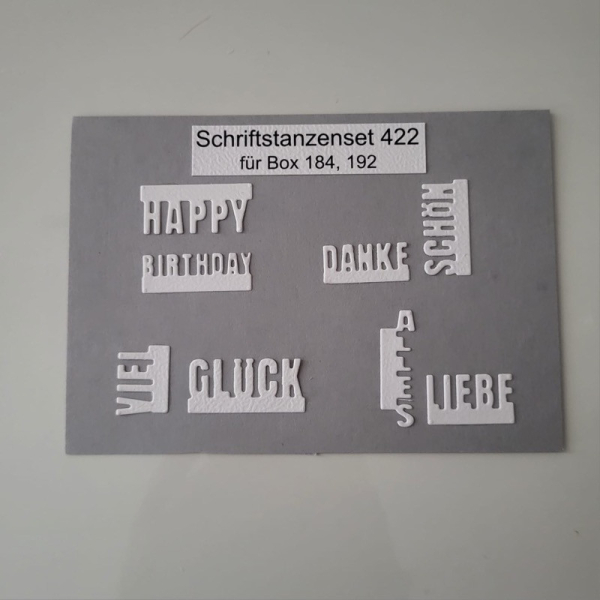 Schriftstanzenset 422
für Box 184, 192
HAPPY
BIRTHDAY
DANKE
SCHÖN
VIEL
GLÜCK
ALLES
LIEBE